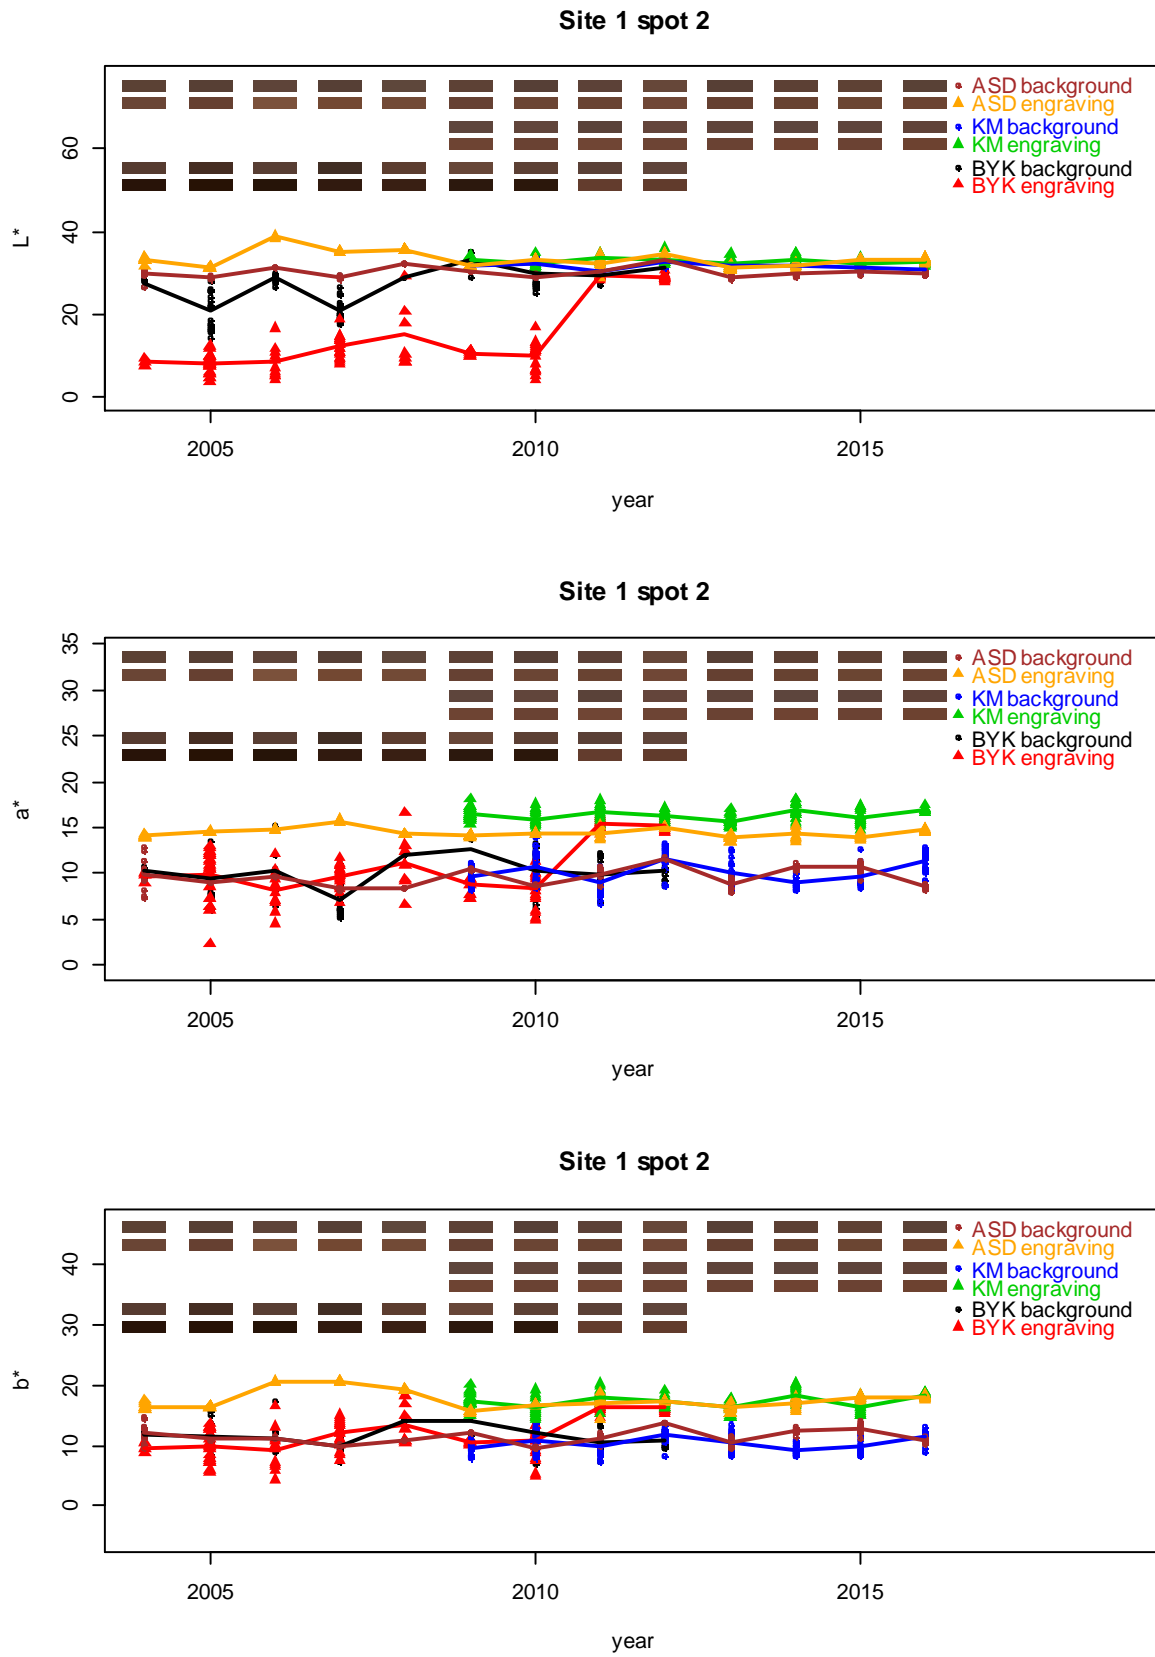 Site 1 spot 2
ASD background
ASD engraving
KM background
KM engraving
BYK background
BYK engraving
L*
60
40
20
0
2005 2010 2015
year
Site 1 spot 2
ASD background
ASD engraving
KM background
KM engraving
BYK background
BYK engraving
a*
35
30
25
20
15
10
5
0
2005 2010 2015
year
Site 1 spot 2
ASD background
ASD engraving
KM background
KM engraving
BYK background
BYK engraving
b*
40
30
20
10
0
2005 2010 2015
year